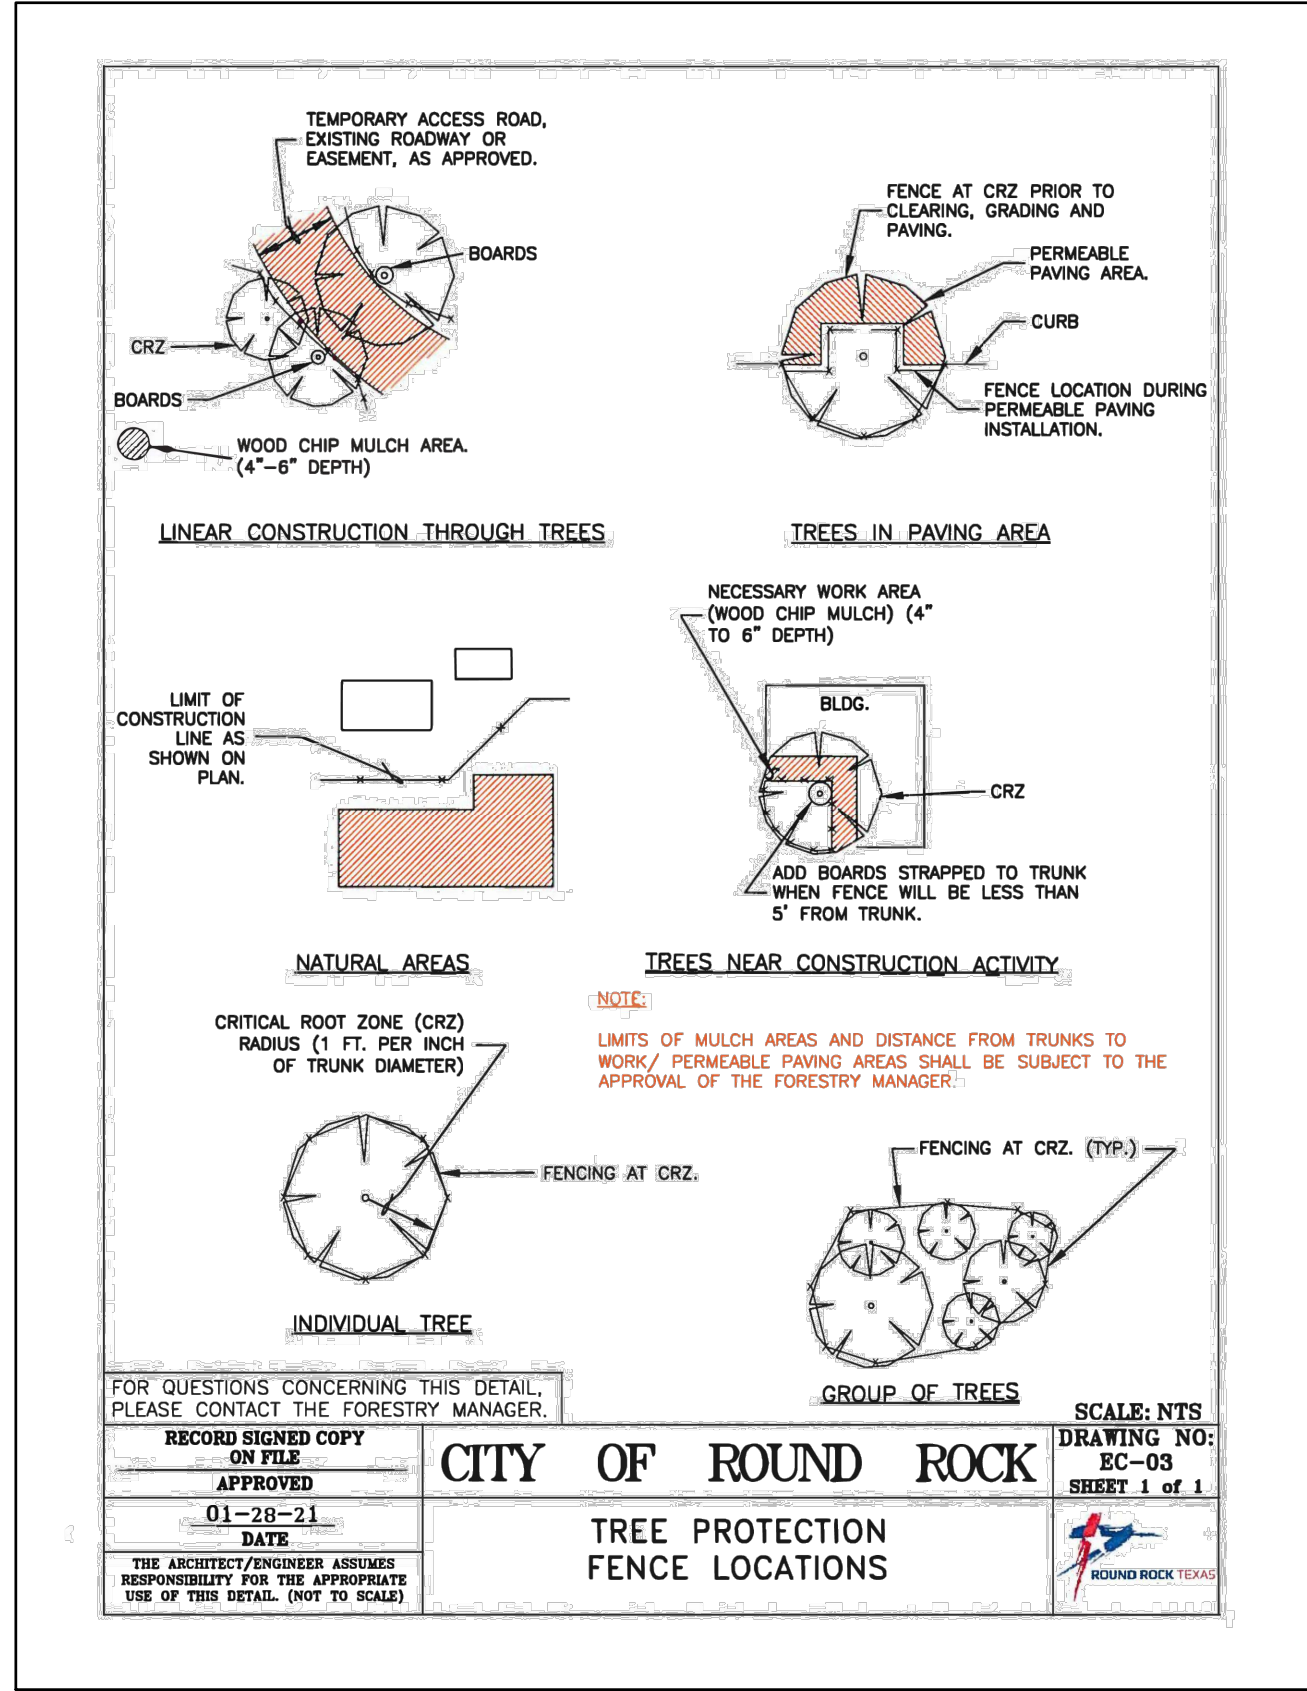 TEMPORARY ACCESS ROAD,
EXISTING ROADWAY OR
EASEMENT, AS APPROVED.
BOARDS
CRZ
BOARDS
WOOD CHIP MULCH AREA.
(4"-6" DEPTH)
LINEAR CONSTRUCTION THROUGH TREES
FENCE AT CRZ PRIOR TO
CLEARING, GRADING AND
PAVING.
PERMEABLE
PAVING AREA.
CURB
FENCE LOCATION DURING
PERMEABLE PAVING
INSTALLATION.
TREES IN PAVING AREA
LIMIT OF
CONSTRUCTION
LINE AS
SHOWN ON
PLAN.
NATURAL AREAS
NECESSARY WORK AREA
(WOOD CHIP MULCH) (4"
TO 6" DEPTH)
BLDG.
CRZ
ADD BOARDS STRAPPED TO TRUNK
WHEN FENCE WILL BE LESS THAN
5' FROM TRUNK.
TREES NEAR CONSTRUCTION ACTIVITY
NOTE:
LIMITS OF MULCH AREAS AND DISTANCE FROM TRUNKS TO
WORK/ PERMEABLE PAVING AREAS SHALL BE SUBJECT TO THE
APPROVAL OF THE FORESTRY MANAGER.
CRITICAL ROOT ZONE (CRZ)
RADIUS (1 FT. PER INCH
OF TRUNK DIAMETER)
FENCING AT CRZ.
INDIVIDUAL TREE
FENCING AT CRZ. (TYP.)
GROUP OF TREES
FOR QUESTIONS CONCERNING THIS DETAIL,
PLEASE CONTACT THE FORESTRY MANAGER.
SCALE: NTS
RECORD SIGNED COPY
ON FILE
APPROVED
01-28-21
DATE
THE ARCHITECT/ENGINEER ASSUMES
RESPONSIBILITY FOR THE APPROPRIATE
USE OF THIS DETAIL. (NOT TO SCALE)
CITY OF ROUND ROCK
TREE PROTECTION
FENCE LOCATIONS
DRAWING NO:
EC-03
SHEET 1 of 1
ROUND ROCK TEXAS